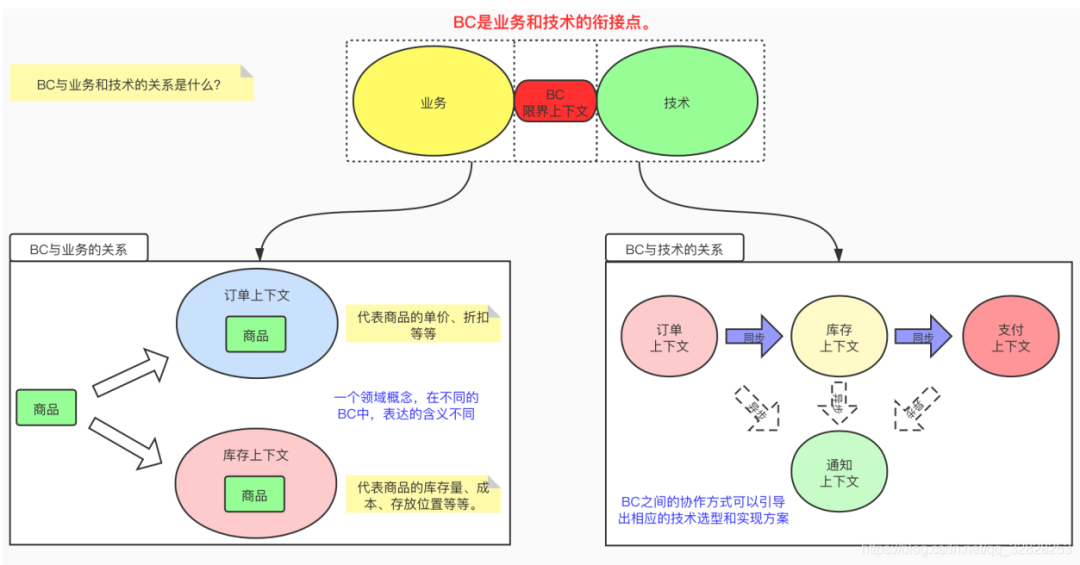 BC是业务和技术的衔接点。
BC与业务和技术的关系是什么?
业务
BC
限界上下文
技术
BC与业务的关系
订单上下文
商品
代表商品的单价、折扣
等等
商品
一个领域概念，在不同的
BC中，表达的含义不同
库存上下文
商品
代表商品的库存量、成
本、存放位置等等。
BC与技术的关系
订单
上下文
同步
库存
上下文
同步
支付
上下文
异步
异步
异步
通知
上下文
BC之间的协作方式可以引导
出相应的技术选型和实现方案